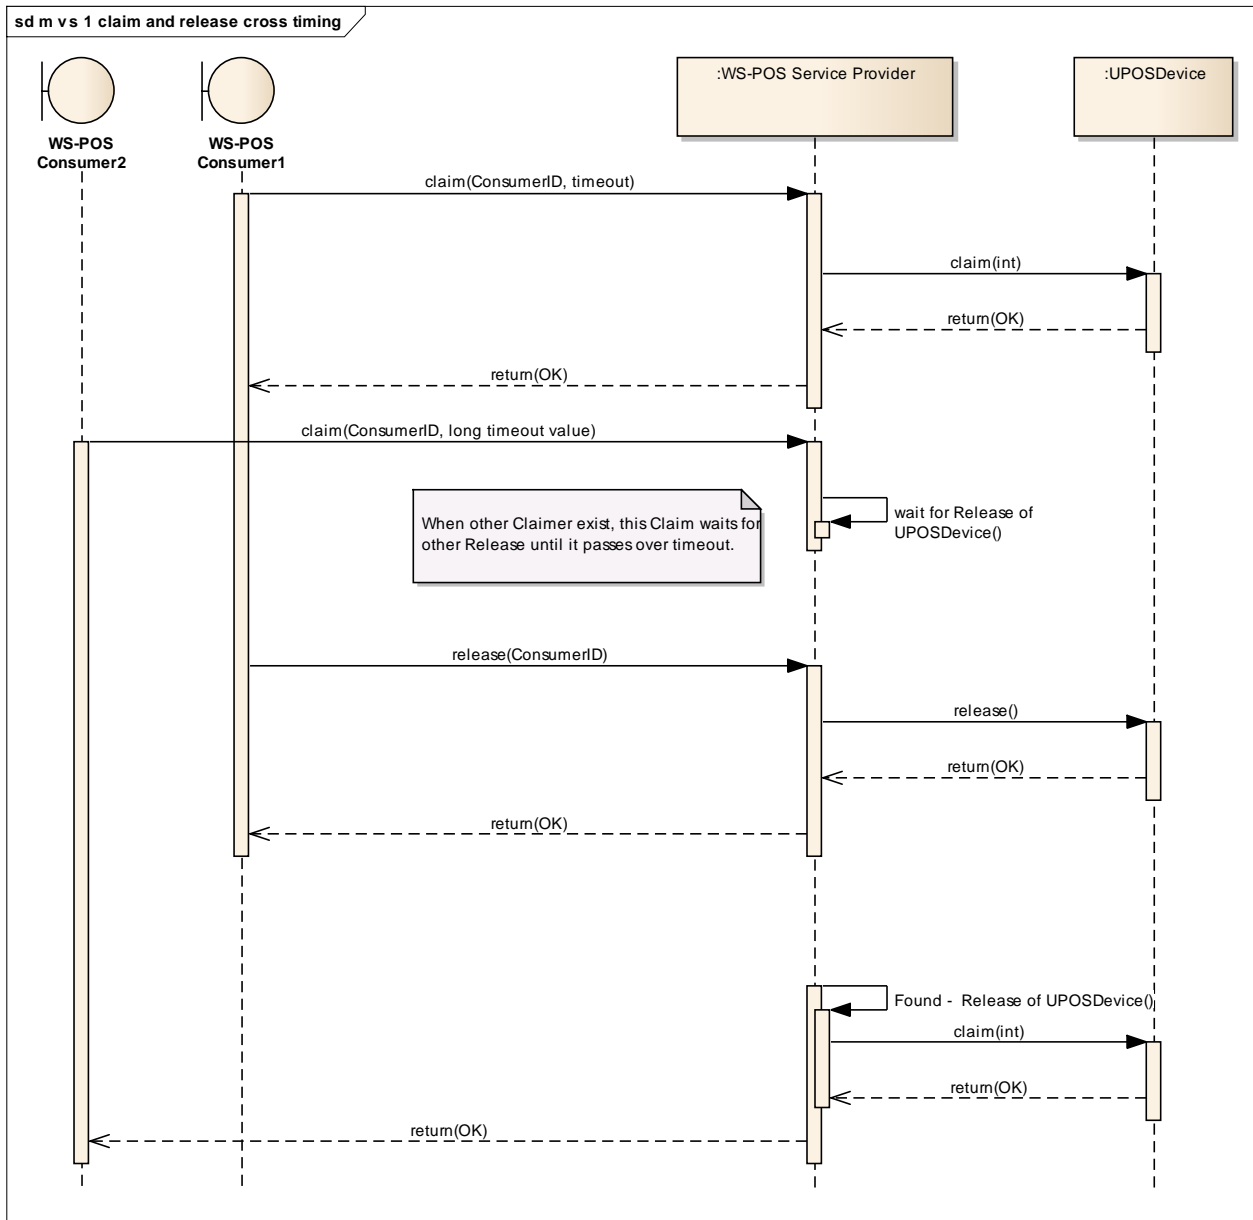 sd m v s 1 claim and release cross timing
:WS-POS Service Provider
:UPOSDevice
WS-POS
Consumer2
WS-POS
Consumer1
claim(ConsumerID, timeout)
claim(int)
return(OK)
return(OK)
claim(ConsumerID, long timeout value)
When other Claimer exist, this Claim waits for
other Release until it passes over timeout.
wait for Release of
UPOSDevice()
release(ConsumerID)
release()
return(OK)
return(OK)
Found - Release of UPOSDevice()
claim(int)
return(OK)
return(OK)